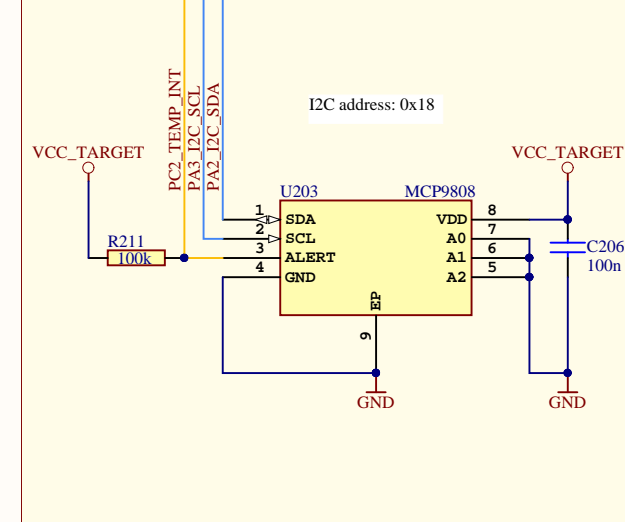 PC2_TEMP_INT
PA3_I2C_SCL
PA2_I2C_SDA
I2C address: 0x18
VCC_TARGET
VCC_TARGET
U203
MCP9808
1
SDA
VDD
8
R211
2
SCL
A0
7
C206
100k
3
ALERT
A1
6
100n
4
GND
A2
5
EP
9
GND
GND